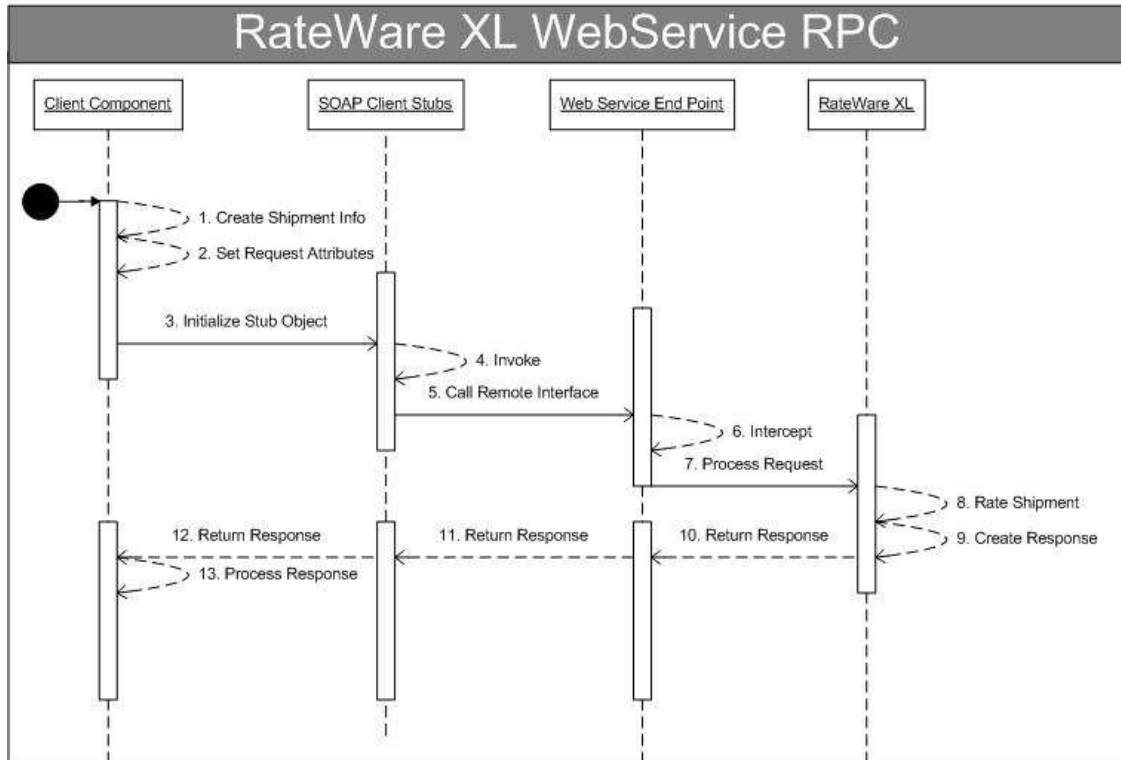 RateWare XL WebService RPC
Client Component
SOAP Client Stubs
Web Service End Point
RateWare XL
1. Create Shipment Info
2. Set Request Attributes
3. Initialize Stub Object
4. Invoke
5. Call Remote Interface
6. Intercept
7. Process Request
8. Rate Shipment
9. Create Response
10. Return Response
11. Return Response
12. Return Response
13. Process Response